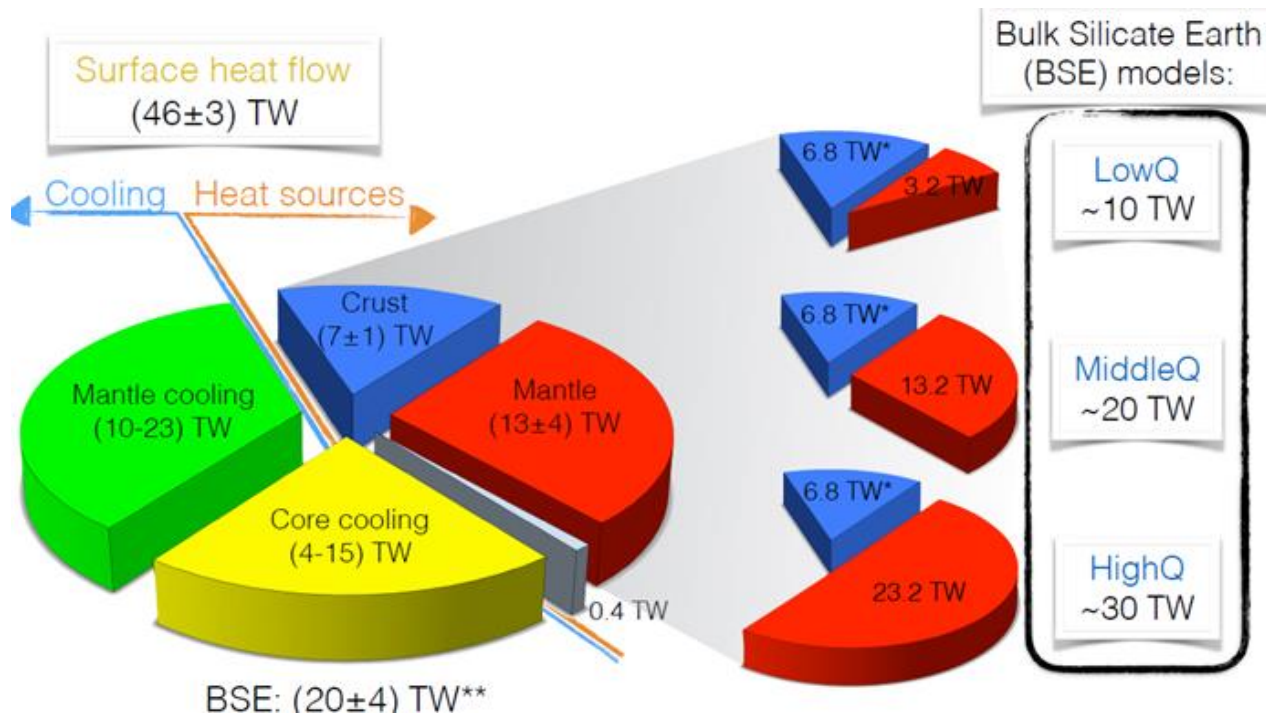 Surface heat flow
(46±3) TW
Cooling
Heat sources
Crust
(7±1) TW
Mantle
(13±4) TW
Mantle cooling
(10-23) TW
Core cooling
(4-15) TW
0.4 TW
BSE: (20±4) TW**
6.8 TW*
3.2 TW
6.8 TW*
13.2 TW
6.8 TW*
23.2 TW
Bulk Silicate Earth
(BSE) models:
LowQ
~10 TW
MiddleQ
~20 TW
HighQ
~30 TW